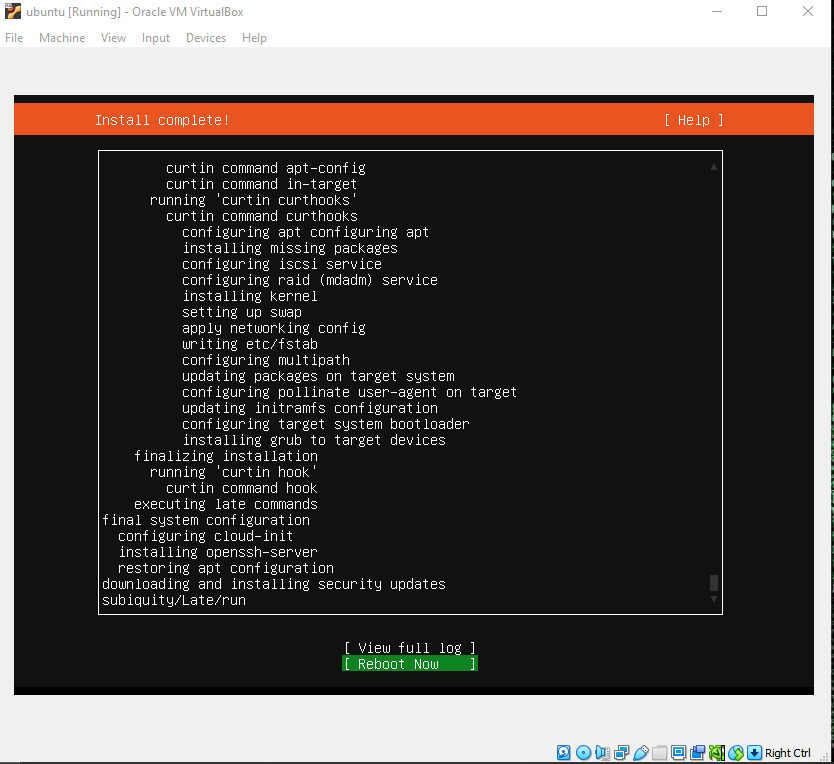 ubuntu [Running] - Oracle VM VirtualBox
File Machine View Input Devices Help
Install complete! [ Help ]
curtin command apt-config
curtin command in-target
running 'curtin curthooks'
curtin command curthooks
configuring apt configuring apt
installing missing packages
configuring iscsi service
configuring raid (mdadm) service
installing kernel
setting up swap
apply networking config
writing etc/fstab
configuring multipath
updating packages on target system
configuring pollinate user-agent on target
updating initramfs configuration
configuring target system bootloader
installing grub to target devices
finalizing installation
running 'curtin hook'
curtin command hook
executing late commands
final system configuration
configuring cloud-init
installing openssh-server
restoring apt configuration
downloading and installing security updates
subiquity/Late/run
[ View full log ]
[ Reboot Now ]
Right Ctrl